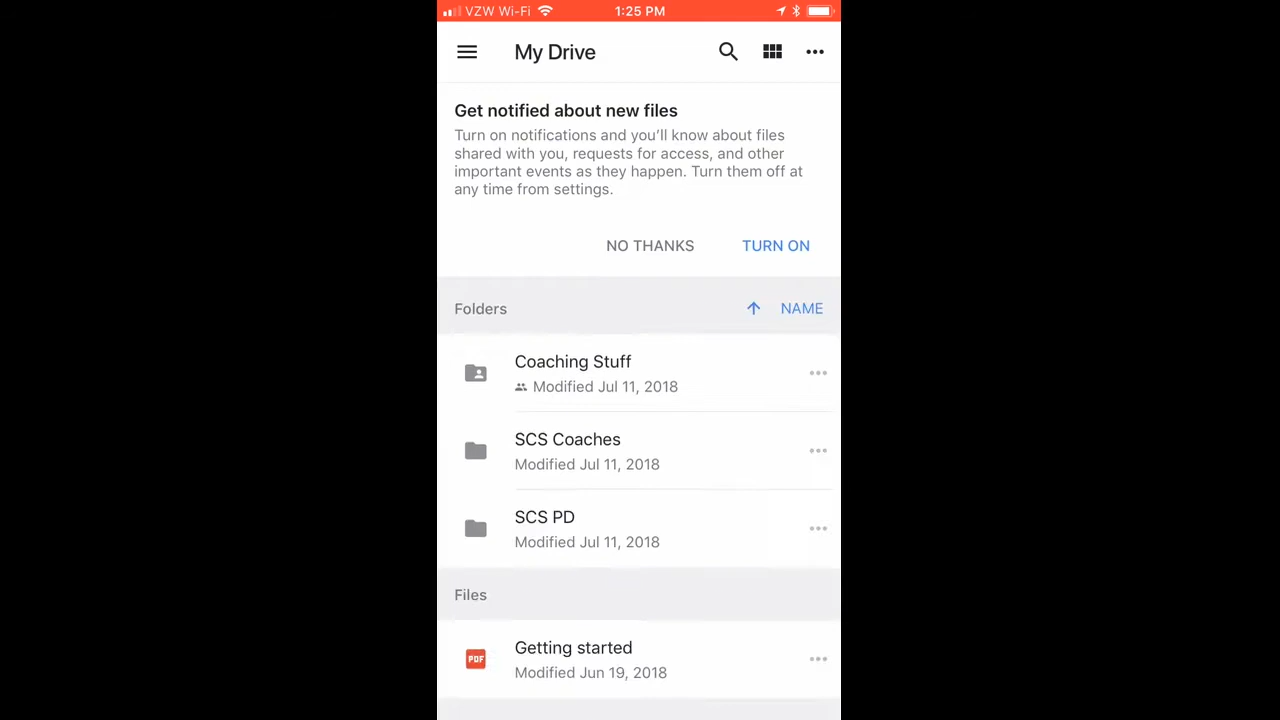 VZW Wi-Fi 1:25 PM
My Drive
Get notified about new files
Turn on notifications and you'll know about files
shared with you, requests for access, and other
important events as they happen. Turn them off at
any time from settings.
NO THANKS TURN ON
Folders NAME
Coaching Stuff
Modified Jul 11, 2018
SCS Coaches
Modified Jul 11, 2018
SCS PD
Modified Jul 11, 2018
Files
PDF Getting started
Modified Jun 19, 2018